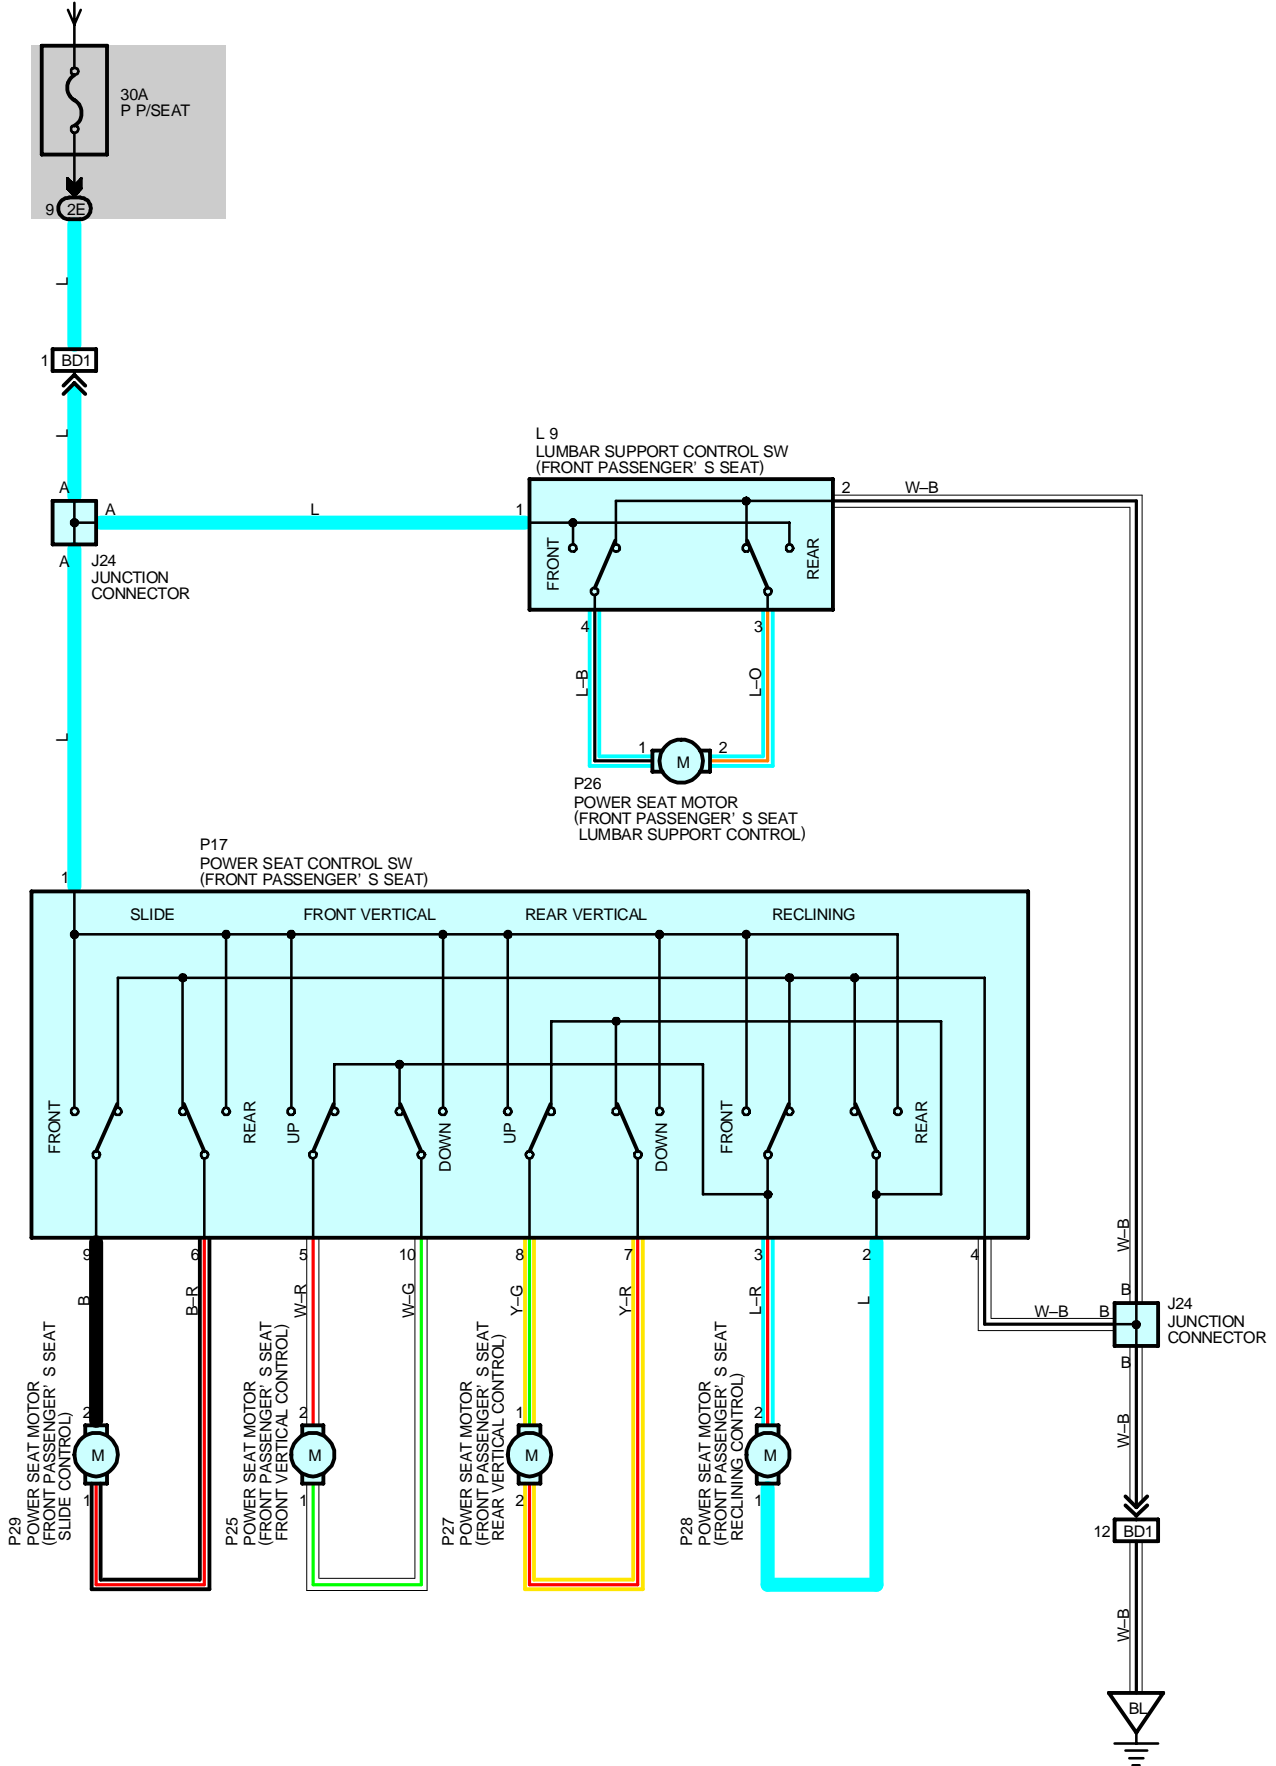 30A
P P/SEAT
9 2E
L
1 BD1
L
A
A
L
A
J24
JUNCTION
CONNECTOR
L 9
LUMBAR SUPPORT CONTROL SW
(FRONT PASSENGER' S SEAT)
1
2
W–B
FRONT
REAR
4
3
L–B
L–O
1
M
2
P26
POWER SEAT MOTOR
(FRONT PASSENGER' S SEAT
LUMBAR SUPPORT CONTROL)
L
P17
POWER SEAT CONTROL SW
(FRONT PASSENGER' S SEAT)
1
SLIDE
FRONT VERTICAL
REAR VERTICAL
RECLINING
FRONT
REAR
UP
DOWN
UP
DOWN
FRONT
REAR
9
6
5
10
8
7
3
2
4
B
B–R
W–R
W–G
Y–G
Y–R
L–R
L
W–B
W–B
B
B
B
J24
JUNCTION
CONNECTOR
P29
POWER SEAT MOTOR
(FRONT PASSENGER' S SEAT
SLIDE CONTROL)
2
M
1
P25
POWER SEAT MOTOR
(FRONT PASSENGER' S SEAT
FRONT VERTICAL CONTROL)
2
M
1
P27
POWER SEAT MOTOR
(FRONT PASSENGER' S SEAT
REAR VERTICAL CONTROL)
1
M
2
P28
POWER SEAT MOTOR
(FRONT PASSENGER' S SEAT
RECLINING CONTROL)
2
M
1
W–B
12 BD1
W–B
BL